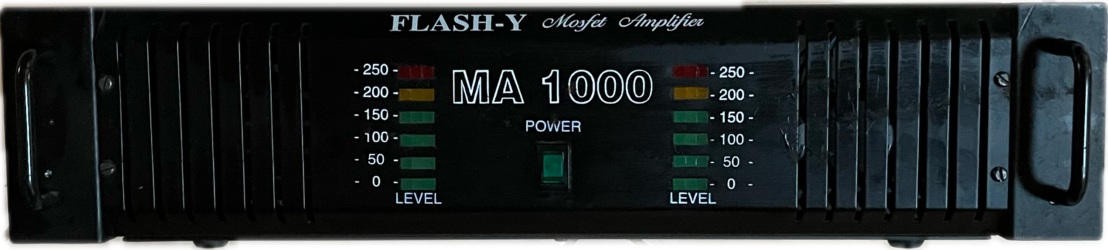 FLASH-Y Mosfet Amplifier
MA 1000
POWER
- 250 -
- 200 -
- 150 -
- 100 -
- 50 -
- 0 -
LEVEL
- 250 -
- 200 -
- 150 -
- 100 -
- 50 -
- 0 -
LEVEL